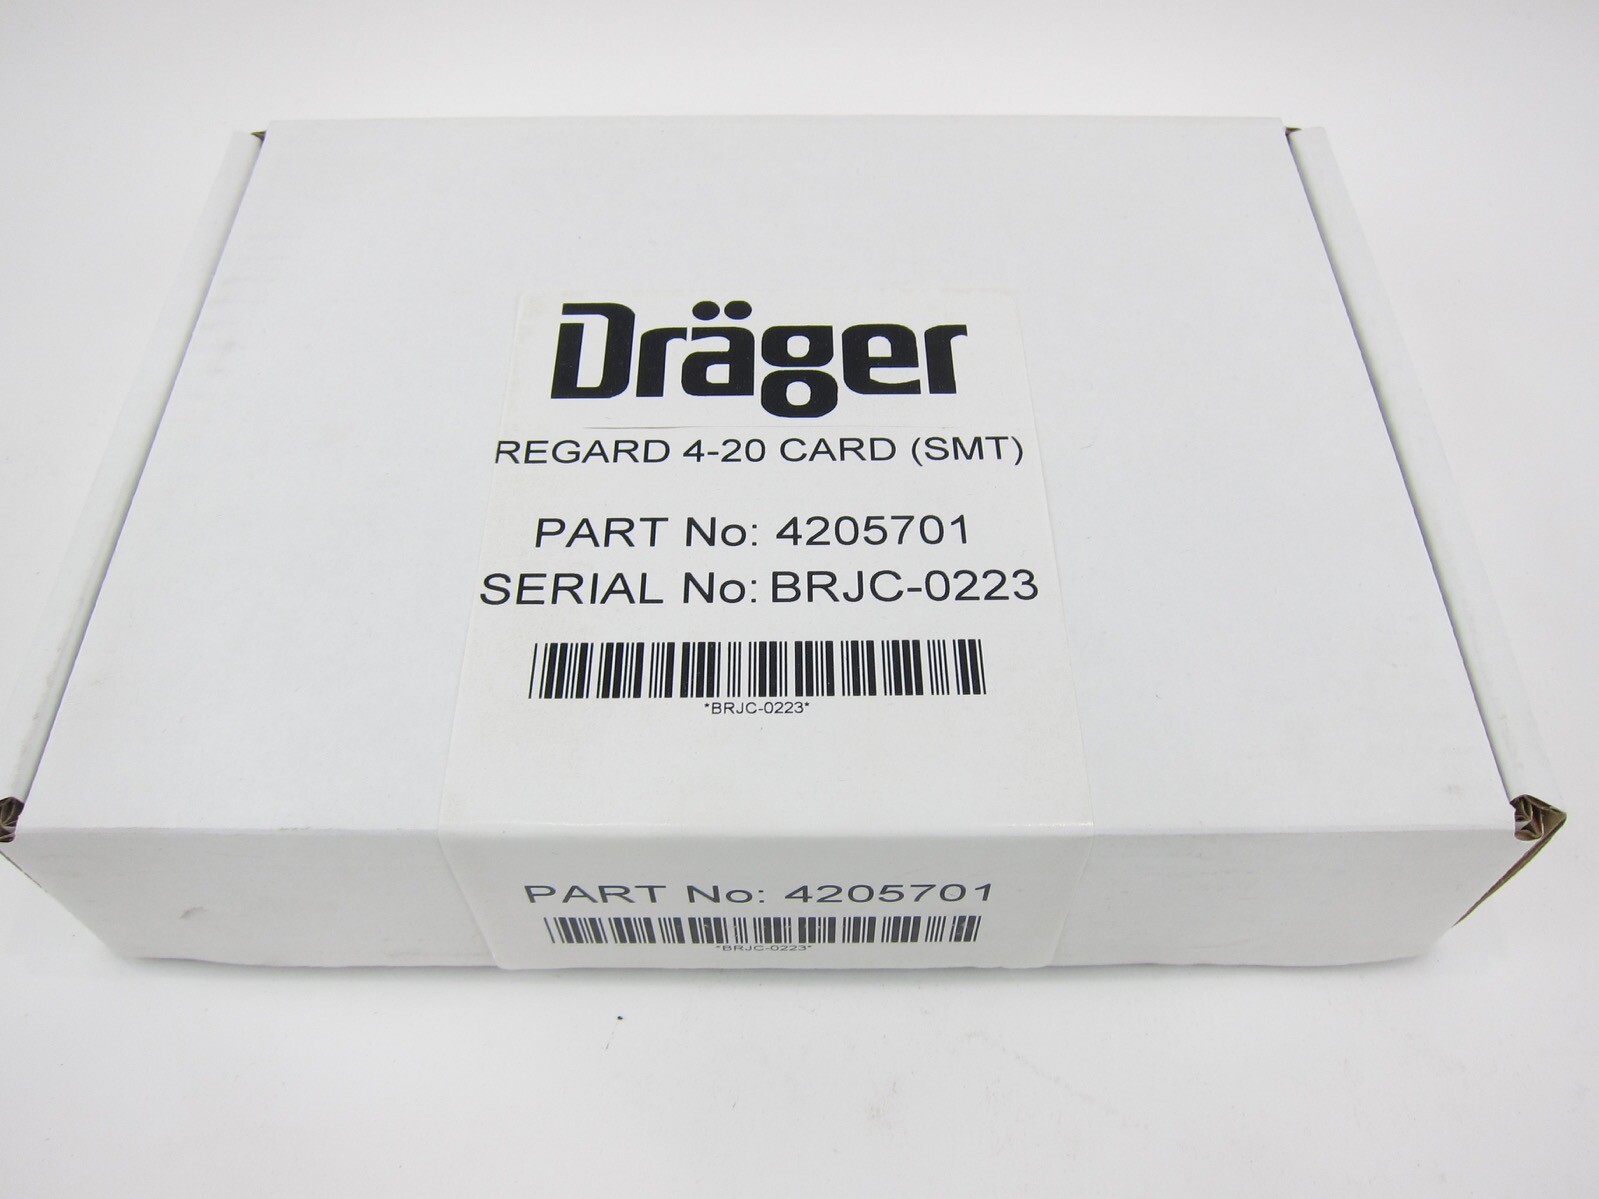 Dräger
REGARD 4-20 CARD (SMT)
PART No: 4205701
SERIAL No: BRJC-0223
*BRJC-0223*
PART No: 4205701
*BRJC-0223*